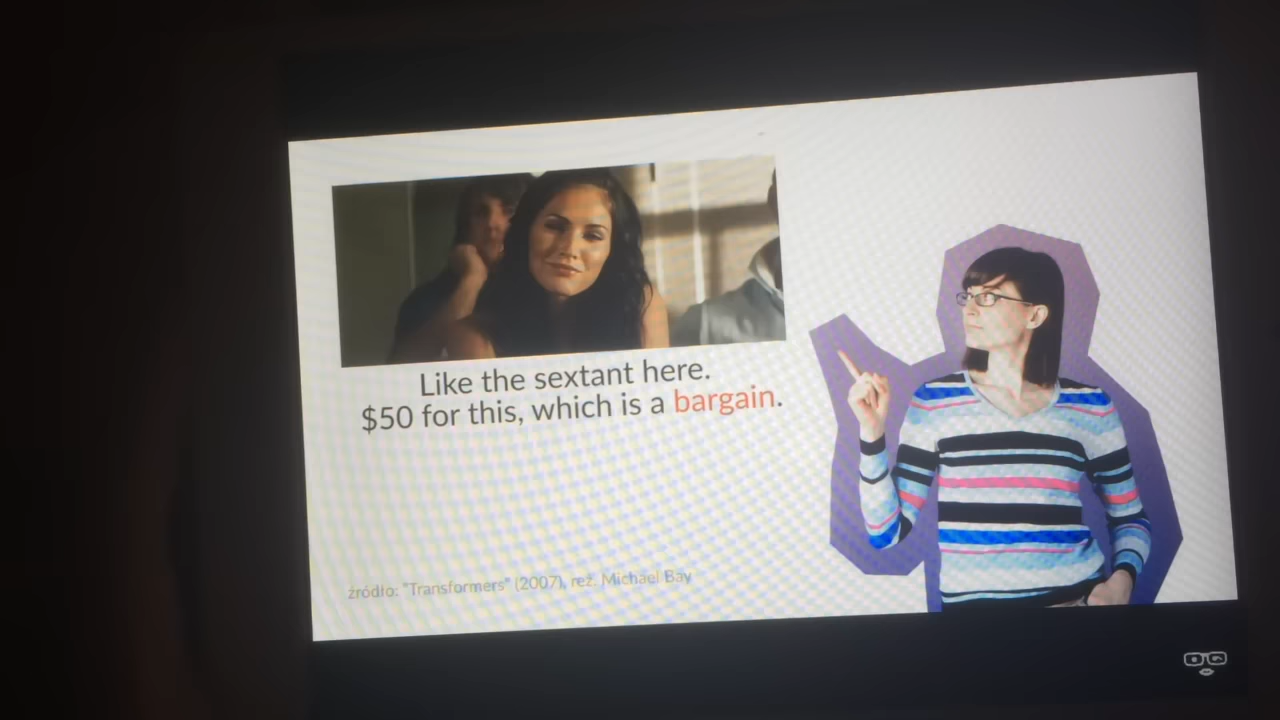 Like the sextant here.
$50 for this, which is a bargain.
źródło: "Transformers" (2007), reż. Michael Bay